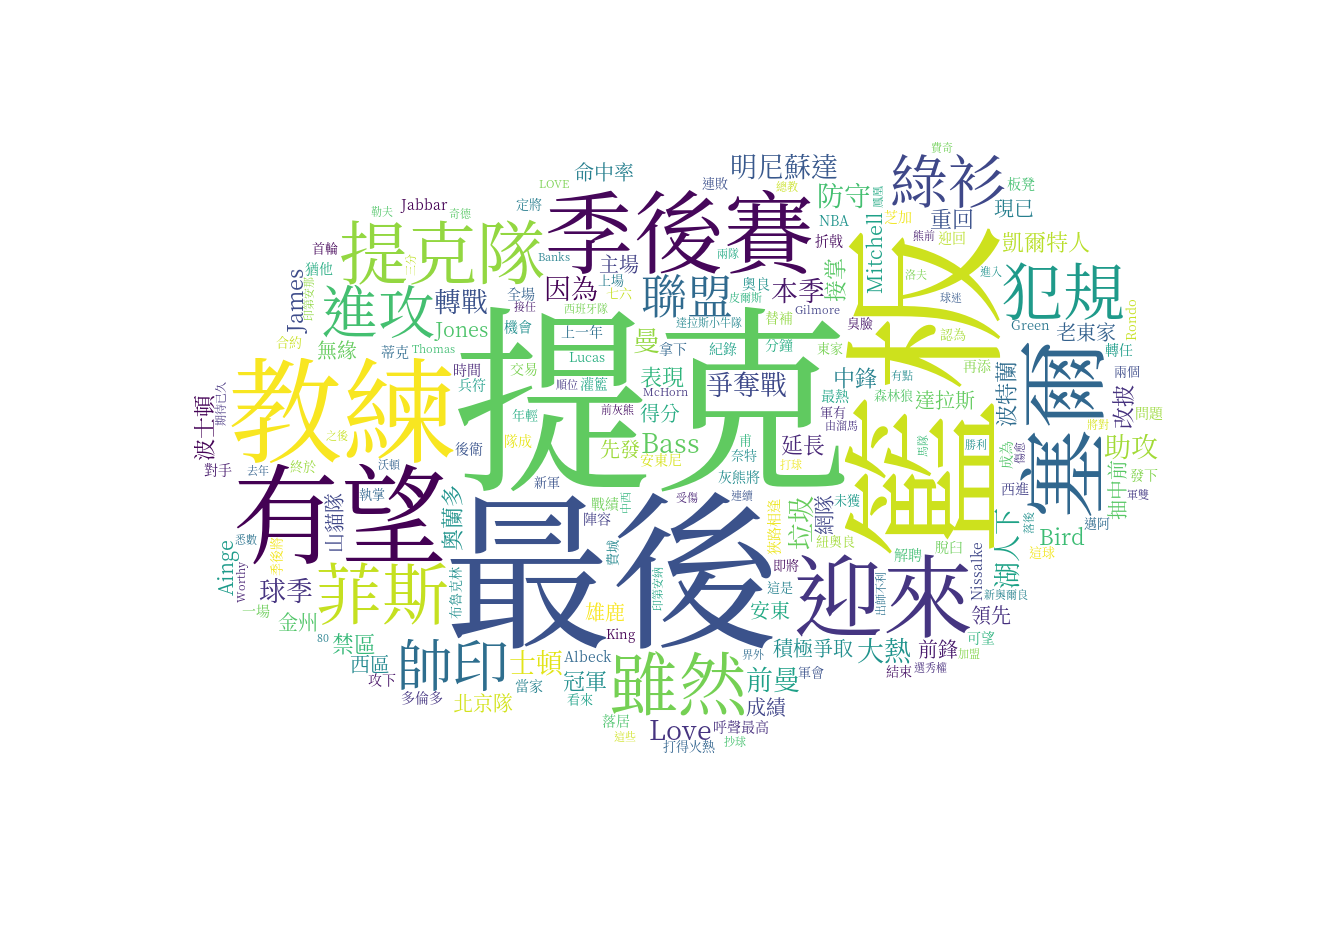 費奇
明尼蘇達
綠衫
命中率
連敗
總教
LOVE
防守
鳳凰
板凳
Jabbar
勒夫
奇德
定將
季後賽
NBA
芝加
重回
現已
提克隊
Mitchell
折戟
熊前
迎回
凱爾特人
首輪
猶他
Banks
主場
兩隊
接掌
板
洛夫
進入
犯規
James
印第安那
進攻
轉戰
全場
接任
因為
上場
七六
聯盟
奧良
皮爾斯
本季
Gilmore
球迷
西班牙隊
達拉斯小牛隊
替補
臭臉
Green
老東家
Rondo
Jones
機會
上一年
曼
拿下
紀錄
分鐘
東家
認為
轉任
合約
無緣
蒂克
Thomas
Lucas
提克
爭奪戰
中鋒
有點
再添
波特蘭
爾
兩個
教練
時間
兵符
交易
順位
灌籃
表現
McHorn
最熱
森林狼
達拉斯
改披
期待已久
波士頓
年輕
前灰熊
得分
軍有
由溜馬
問題
將對
之後
後衛
隊成
先發
Bass
甫
延長
籃
馬隊
勝利
成為
傷愈
塞
助攻
對手
去年
終於
沃頓
安東尼
奈特
打球
有望
執掌
新軍
灰熊將
西進
抽中前
發下
山貓隊
奧蘭多
最後
戰績
中西
受傷
連續
垃圾
網隊
未獲
軍雙
陣容
落後
邁阿
悉數
Ainge
季後將
費城
狹路相逢
紐奧良
解聘
脫臼
湖人下
Bird
這球
Worthy
球季
菲斯
布魯克林
印第安納
即將
迎來
Nissalke
一場
這是
出師不利
新奧爾良
金州
雄鹿
安東
領先
80
禁區
King
帥印
士頓
Albeck
界外
積極爭取
大熱
前鋒
可望
加盟
西區
攻下
當家
冠軍
雖然
前曼
軍會
結束
選秀權
多倫多
北京隊
看來
成績
落居
這些
Love
呼聲最高
打得火熱
抄球